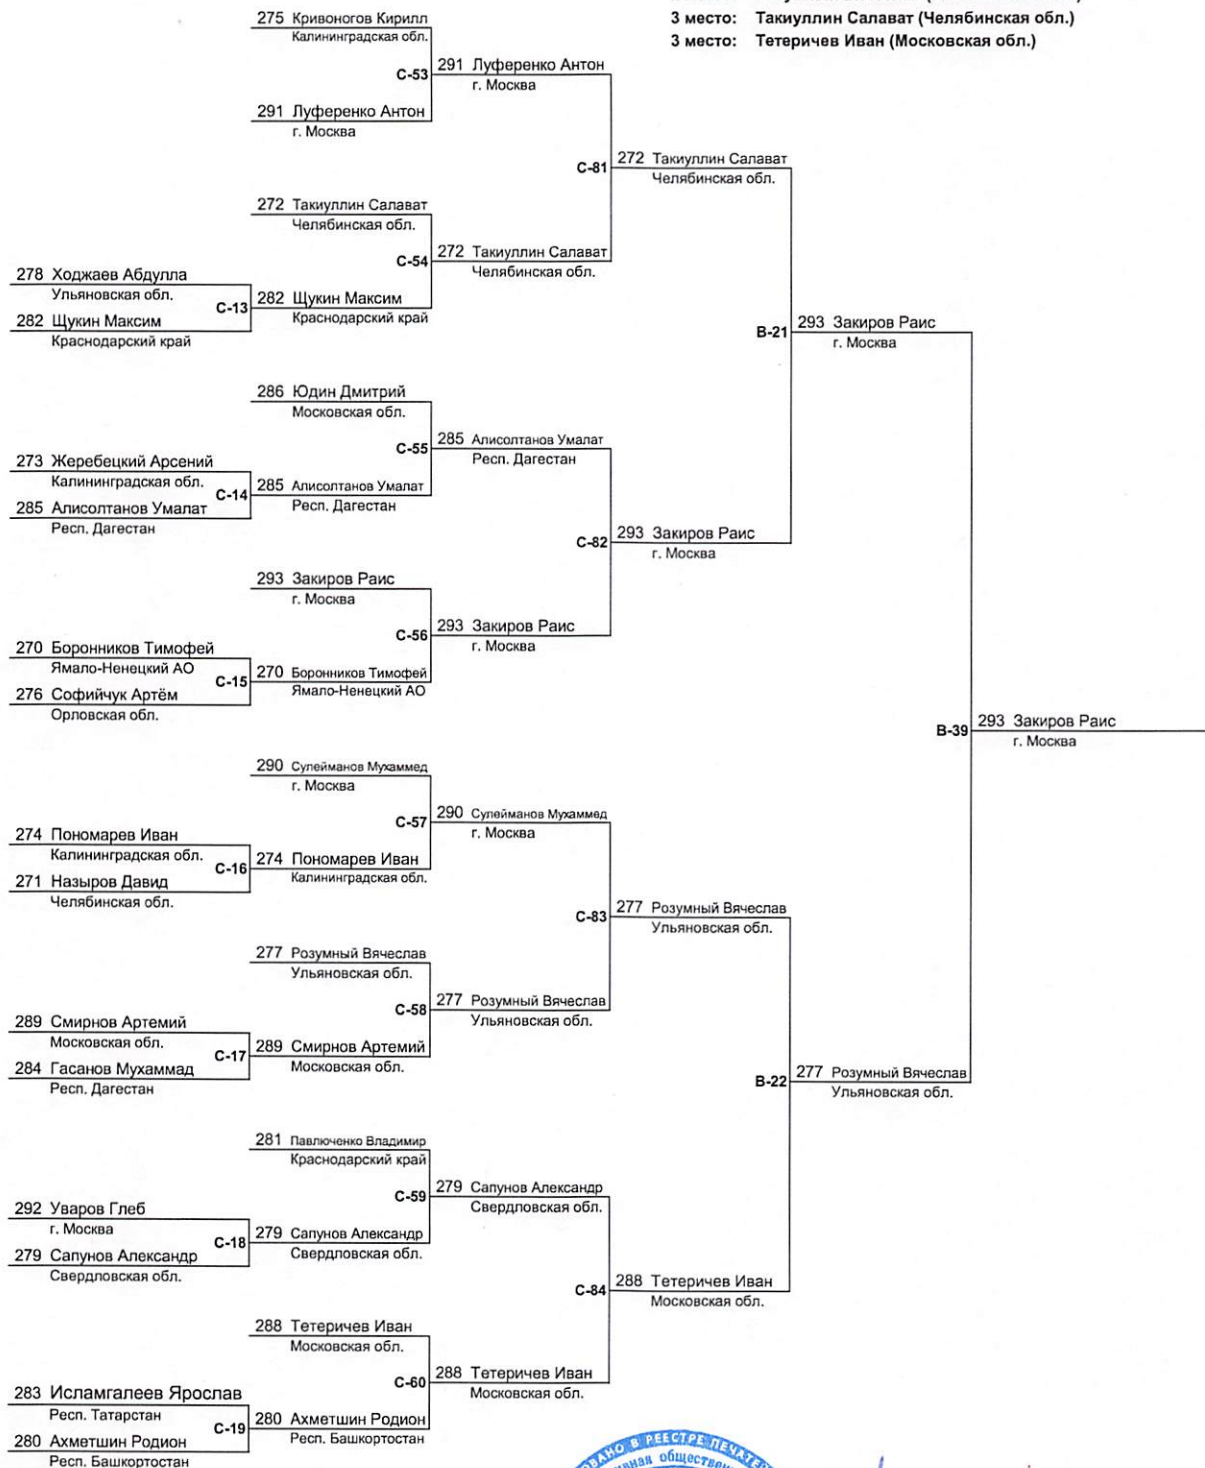 3 место: Такиуллин Салават (Челябинская обл.)
3 место: Тетеричев Иван (Московская обл.)
275 Кривоногов Кирилл
Калининградская обл.
C-53
291 Луференко Антон
г. Москва
291 Луференко Антон
г. Москва
C-81
272 Такиуллин Салават
Челябинская обл.
272 Такиуллин Салават
Челябинская обл.
C-54
272 Такиуллин Салават
Челябинская обл.
278 Ходжаев Абдулла
Ульяновская обл.
C-13
282 Щукин Максим
Краснодарский край
282 Щукин Максим
Краснодарский край
B-21
293 Закиров Раис
г. Москва
286 Юдин Дмитрий
Московская обл.
C-55
285 Алисолтанов Умалат
Респ. Дагестан
273 Жеребецкий Арсений
Калининградская обл.
C-14
285 Алисолтанов Умалат
Респ. Дагестан
285 Алисолтанов Умалат
Респ. Дагестан
C-82
293 Закиров Раис
г. Москва
293 Закиров Раис
г. Москва
C-56
293 Закиров Раис
г. Москва
270 Боронников Тимофей
Ямало-Ненецкий АО
C-15
270 Боронников Тимофей
Ямало-Ненецкий АО
276 Софийчук Артём
Орловская обл.
B-39
293 Закиров Раис
г. Москва
290 Сулейманов Мухаммед
г. Москва
C-57
290 Сулейманов Мухаммед
г. Москва
274 Пономарев Иван
Калининградская обл.
C-16
274 Пономарев Иван
Калининградская обл.
271 Назыров Давид
Челябинская обл.
C-83
277 Розумный Вячеслав
Ульяновская обл.
277 Розумный Вячеслав
Ульяновская обл.
C-58
277 Розумный Вячеслав
Ульяновская обл.
289 Смирнов Артемий
Московская обл.
C-17
289 Смирнов Артемий
Московская обл.
284 Гасанов Мухаммад
Респ. Дагестан
B-22
277 Розумный Вячеслав
Ульяновская обл.
281 Павлюченко Владимир
Краснодарский край
C-59
279 Сапунов Александр
Свердловская обл.
292 Уваров Глеб
г. Москва
C-18
279 Сапунов Александр
Свердловская обл.
279 Сапунов Александр
Свердловская обл.
C-84
288 Тетеричев Иван
Московская обл.
288 Тетеричев Иван
Московская обл.
C-60
288 Тетеричев Иван
Московская обл.
283 Исламгалеев Ярослав
Респ. Татарстан
C-19
280 Ахметшин Родион
Респ. Башкортостан
280 Ахметшин Родион
Респ. Башкортостан
В РЕЕСТРЕ